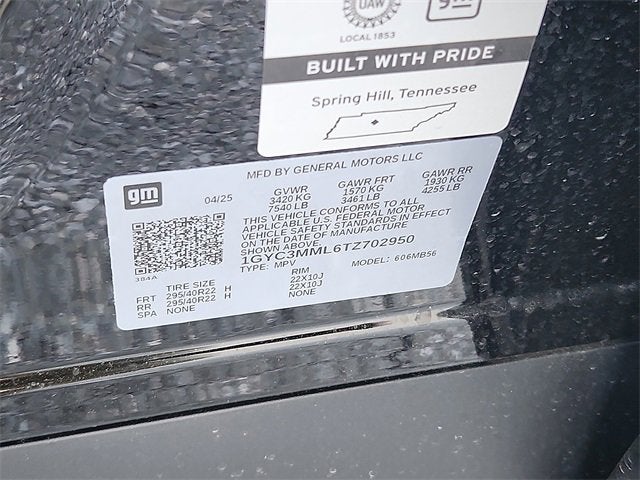 UAW
gm
LOCAL 1853
BUILT WITH PRIDE
Spring Hill, Tennessee
MFD BY GENERAL MOTORS LLC
gm 04/25 GVWR GAWR FRT GAWR RR
3420 KG 1570 KG 1930 KG
7540 LB 3461 LB 4255 LB
THIS VEHICLE CONFORMS TO ALL
APPLICABLE U.S. FEDERAL MOTOR
VEHICLE SAFETY STANDARDS IN EFFECT
ON THE DATE OF MANUFACTURE
SHOWN ABOVE.
1GYC3MML6TZ702950
TYPE: MPV MODEL: 606MB56
384A
TIRE SIZE RIM
FRT 295/40R22 H 22X10J
RR 295/40R22 H 22X10J
SPA NONE NONE